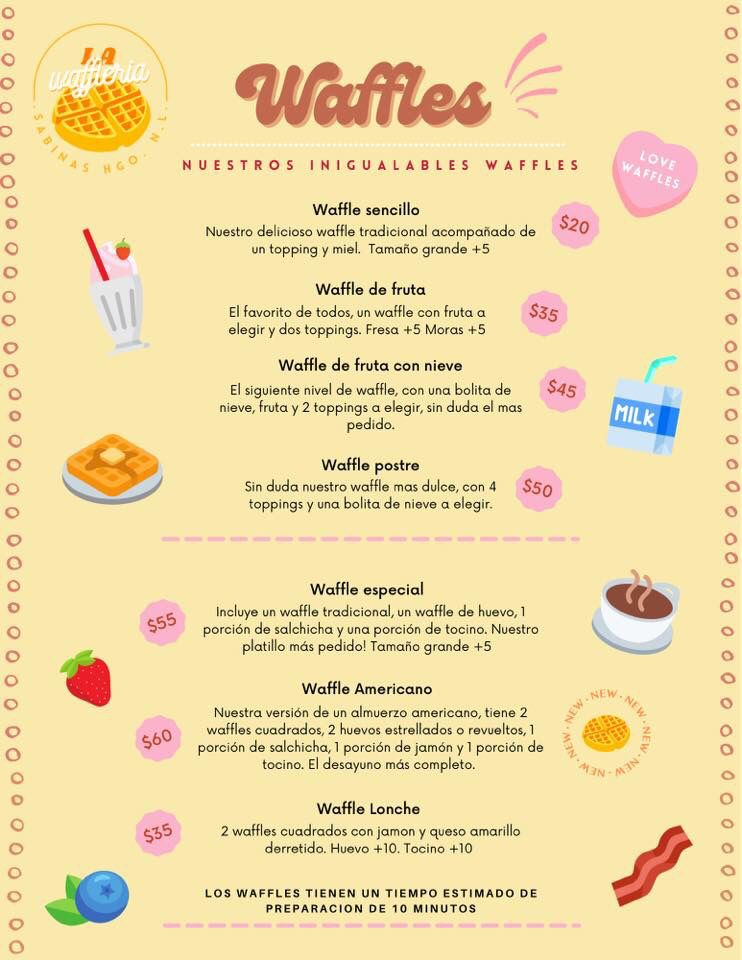 LA
waffleria
SABINAS HGO. N.L.
Waffles
NUESTROS INIGUALABLES WAFFLES
LOVE
WAFFLES
Waffle sencillo
Nuestro delicioso waffle tradicional acompañado de
un topping y miel. Tamaño grande +5
$20
Waffle de fruta
El favorito de todos, un waffle con fruta a
elegir y dos toppings. Fresa +5 Moras +5
$35
Waffle de fruta con nieve
El siguiente nivel de waffle, con una bolita de
nieve, fruta y 2 toppings a elegir, sin duda el mas
pedido.
$45
MILK
Waffle postre
Sin duda nuestro waffle mas dulce, con 4
toppings y una bolita de nieve a elegir.
$50
Waffle especial
$55
Incluye un waffle tradicional, un waffle de huevo, 1
porción de salchicha y una porción de tocino. Nuestro
platillo más pedido! Tamaño grande +5
Waffle Americano
$60
Nuestra versión de un almuerzo americano, tiene 2
waffles cuadrados, 2 huevos estrellados o revueltos, 1
porción de salchicha, 1 porción de jamón y 1 porción de
tocino. El desayuno más completo.
NEW · NEW · NEW · NEW · NEW · NEW · NEW ·
Waffle Lonche
$35
2 waffles cuadrados con jamon y queso amarillo
derretido. Huevo +10. Tocino +10
LOS WAFFLES TIENEN UN TIEMPO ESTIMADO DE
PREPARACION DE 10 MINUTOS